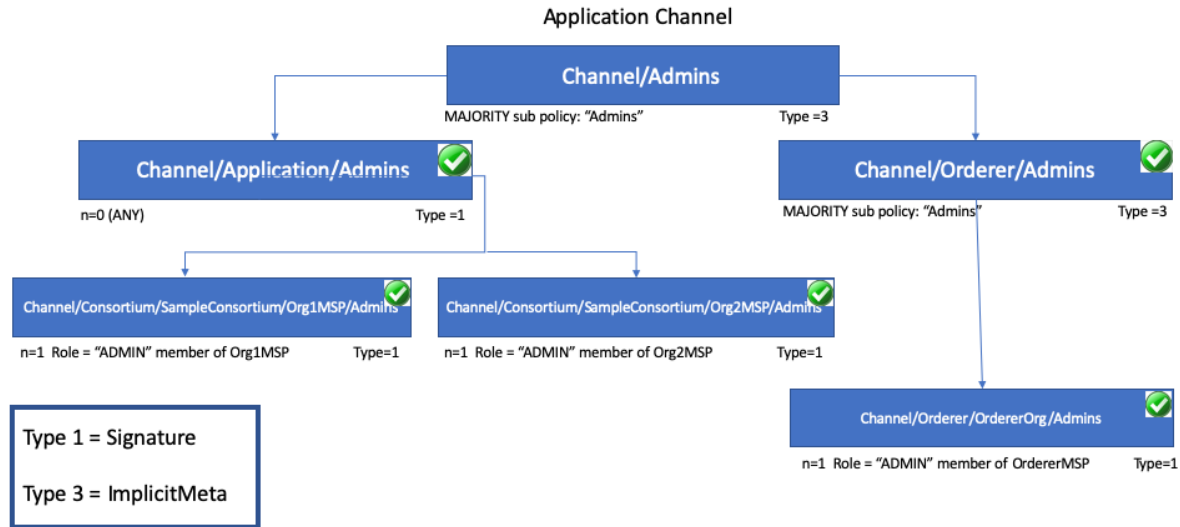 Application Channel
Channel/Admins
MAJORITY sub policy: “Admins” Type =3
Channel/Application/Admins
n=0 (ANY) Type =1
Channel/Orderer/Admins
MAJORITY sub policy: “Admins” Type =3
Channel/Consortium/SampleConsortium/Org1MSP/Admins
n=1 Role = “ADMIN” member of Org1MSP Type=1
Channel/Consortium/SampleConsortium/Org2MSP/Admins
n=1 Role = “ADMIN” member of Org2MSP Type=1
Channel/Orderer/OrdererOrg/Admins
n=1 Role = “ADMIN” member of OrdererMSP Type=1
Type 1 = Signature
Type 3 = ImplicitMeta